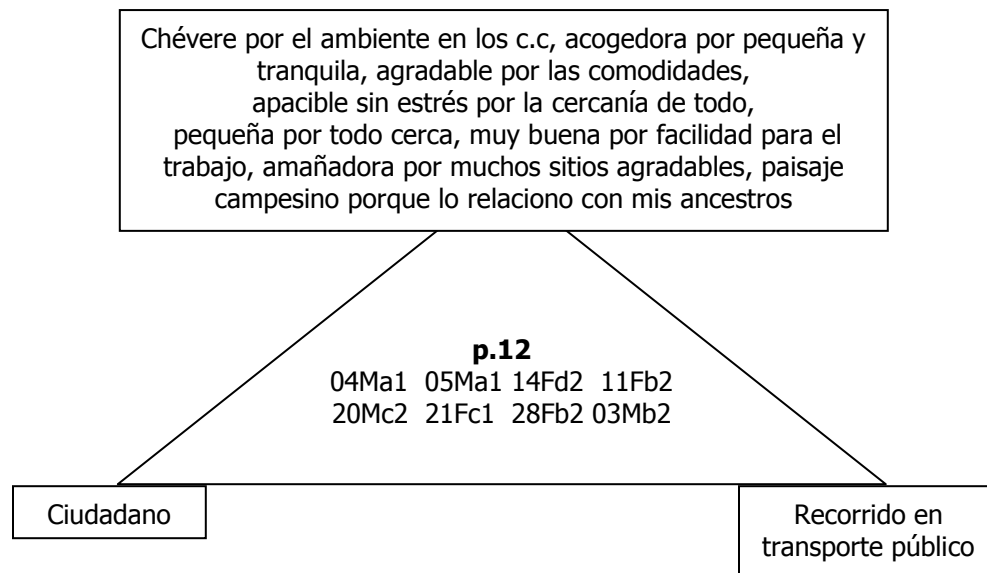 Chévere por el ambiente en los c.c, acogedora por pequeña y
tranquila, agradable por las comodidades,
apacible sin estrés por la cercanía de todo,
pequeña por todo cerca, muy buena por facilidad para el
trabajo, amañadora por muchos sitios agradables, paisaje
campesino porque lo relaciono con mis ancestros
p.12
04Ma1 05Ma1 14Fd2 11Fb2
20Mc2 21Fc1 28Fb2 03Mb2
Ciudadano
Recorrido en
transporte público